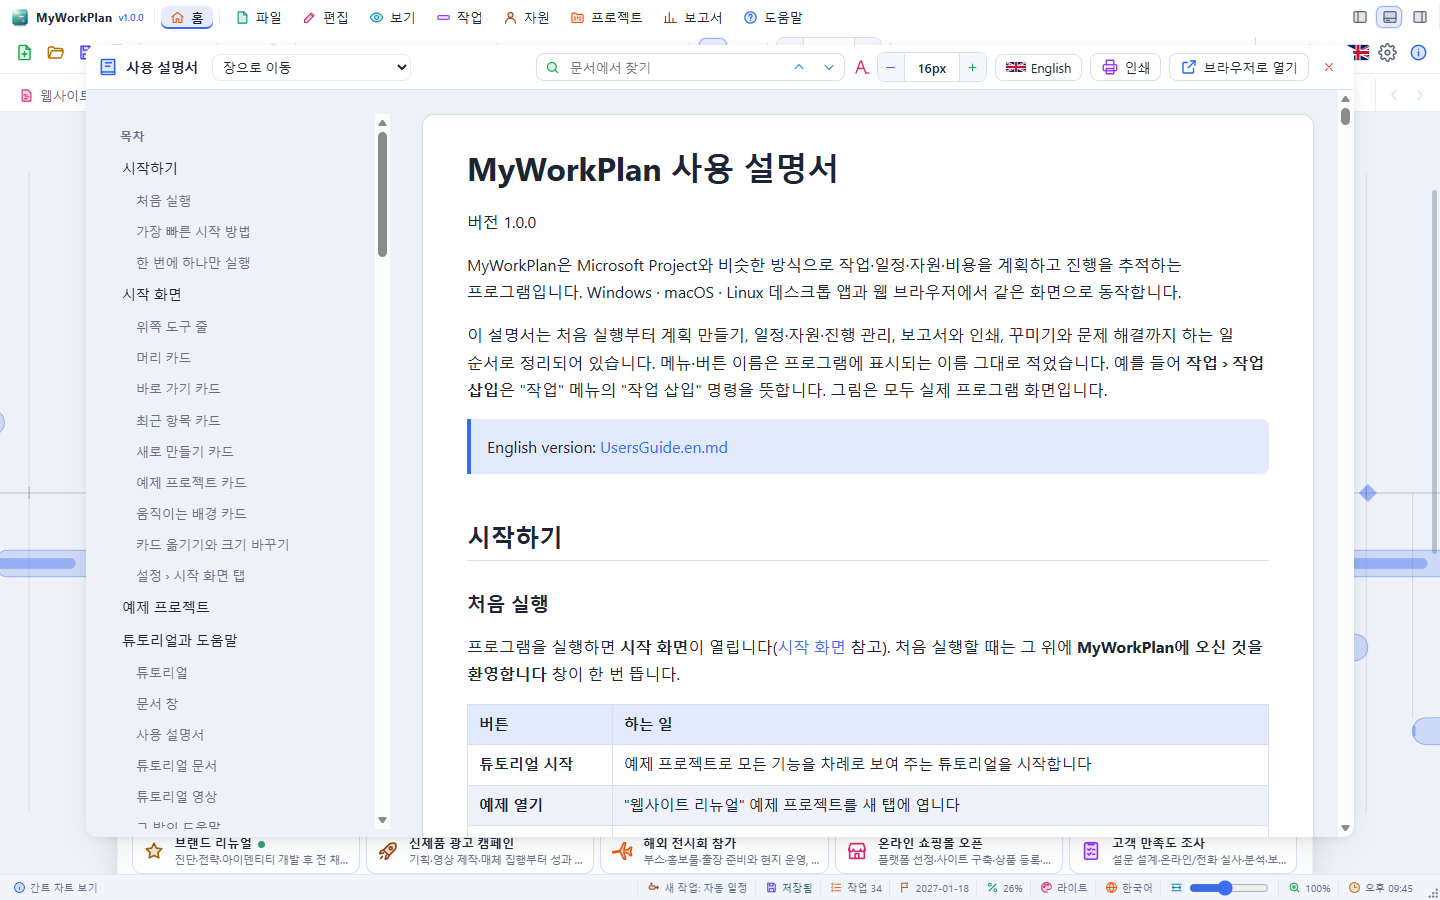 MyWorkPlan v1.0.0 홈 파일 편집 보기 작업 자원 프로젝트 보고서 도움말
사용 설명서 장으로 이동 문서에서 찾기 16px English 인쇄 브라우저로 열기
웹사이트
목차
시작하기
처음 실행
가장 빠른 시작 방법
한 번에 하나만 실행
시작 화면
위쪽 도구 줄
머리 카드
바로 가기 카드
최근 항목 카드
새로 만들기 카드
예제 프로젝트 카드
움직이는 배경 카드
카드 옮기기와 크기 바꾸기
설정 › 시작 화면 탭
예제 프로젝트
튜토리얼과 도움말
튜토리얼
문서 창
사용 설명서
튜토리얼 문서
튜토리얼 영상
그 밖의 도움말
MyWorkPlan 사용 설명서
버전 1.0.0
MyWorkPlan은 Microsoft Project와 비슷한 방식으로 작업·일정·자원·비용을 계획하고 진행을 추적하는
프로그램입니다. Windows · macOS · Linux 데스크톱 앱과 웹 브라우저에서 같은 화면으로 동작합니다.
이 설명서는 처음 실행부터 계획 만들기, 일정·자원·진행 관리, 보고서와 인쇄, 꾸미기와 문제 해결까지 하는 일
순서로 정리되어 있습니다. 메뉴·버튼 이름은 프로그램에 표시되는 이름 그대로 적었습니다. 예를 들어 작업 › 작업
삽입은 "작업" 메뉴의 "작업 삽입" 명령을 뜻합니다. 그림은 모두 실제 프로그램 화면입니다.
English version: UsersGuide.en.md
시작하기
처음 실행
프로그램을 실행하면 시작 화면이 열립니다(시작 화면 참고). 처음 실행할 때는 그 위에 MyWorkPlan에 오신 것을
환영합니다 창이 한 번 뜹니다.
버튼 하는 일
튜토리얼 시작 예제 프로젝트로 모든 기능을 차례로 보여 주는 튜토리얼을 시작합니다
예제 열기 "웹사이트 리뉴얼" 예제 프로젝트를 새 탭에 엽니다
브랜드 리뉴얼 신제품 광고 캠페인 해외 전시회 참가 온라인 쇼핑몰 오픈 고객 만족도 조사
진단·전략·아이덴티티 개발 후 전 채... 기획·영상 제작·매체 집행부터 성과 ... 부스·홍보물·출장 준비와 현지 운영, ... 플랫폼 선정·사이트 구축·상품 등록·... 설문 설계·온라인/전화 실사·분석·보...
간트 차트 보기 새 작업: 자동 일정 저장됨 작업 34 2027-01-18 26% 라이트 한국어 100% 오후 09:45